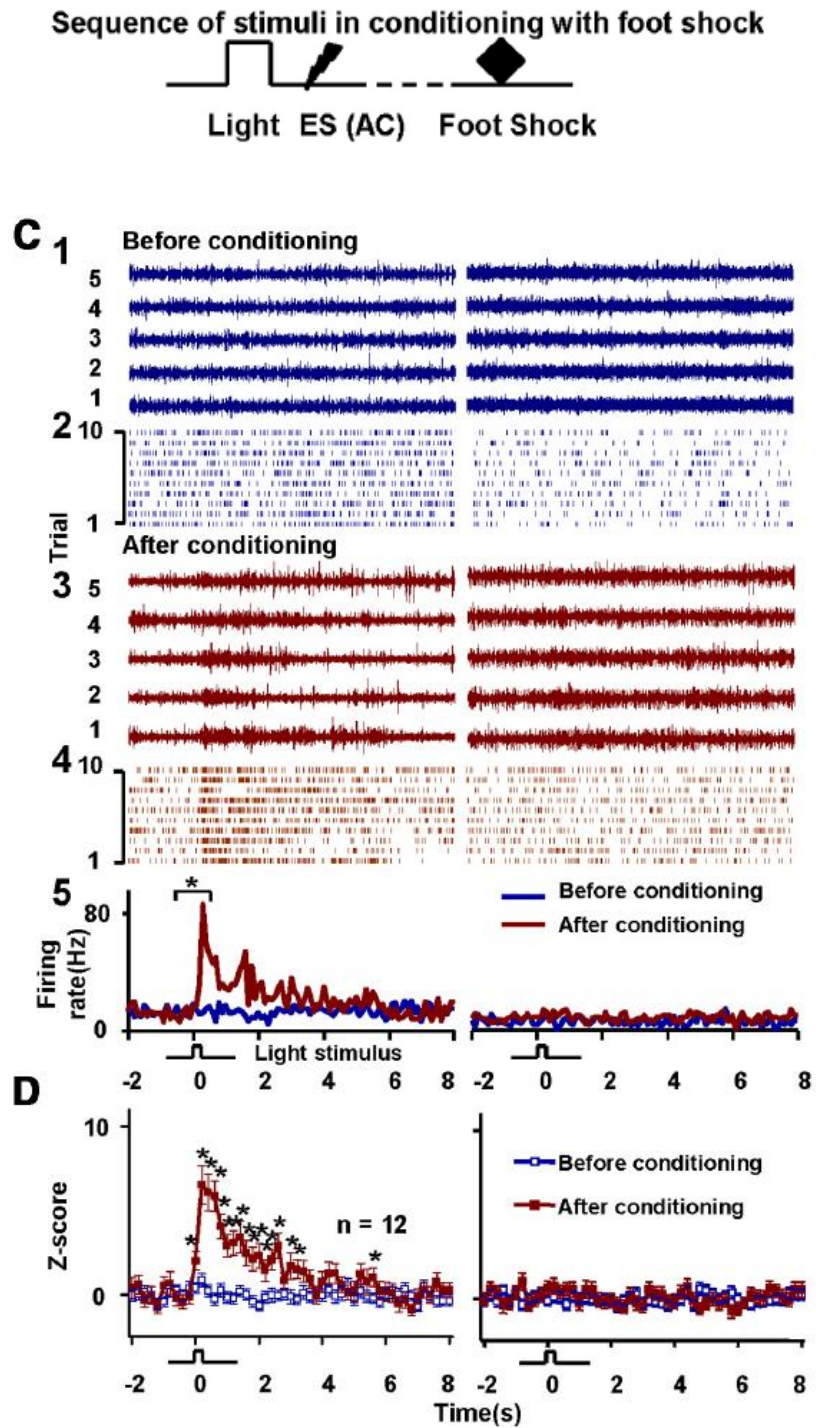 Sequence of stimuli in conditioning with foot shock
Light ES (AC) Foot Shock
C
1 Before conditioning
5
4
3
2
1
2 10
1
Trial
After conditioning
3
5
4
3
2
1
4 10
1
5
*
80
0
Firing rate(Hz)
Before conditioning
After conditioning
Light stimulus
-2 0 2 4 6 8 -2 0 2 4 6 8
D
10
0
Z-score
* * * * * * * * * * * * * * * *
n = 12
Before conditioning
After conditioning
-2 0 2 4 6 8 -2 0 2 4 6 8
Time(s)